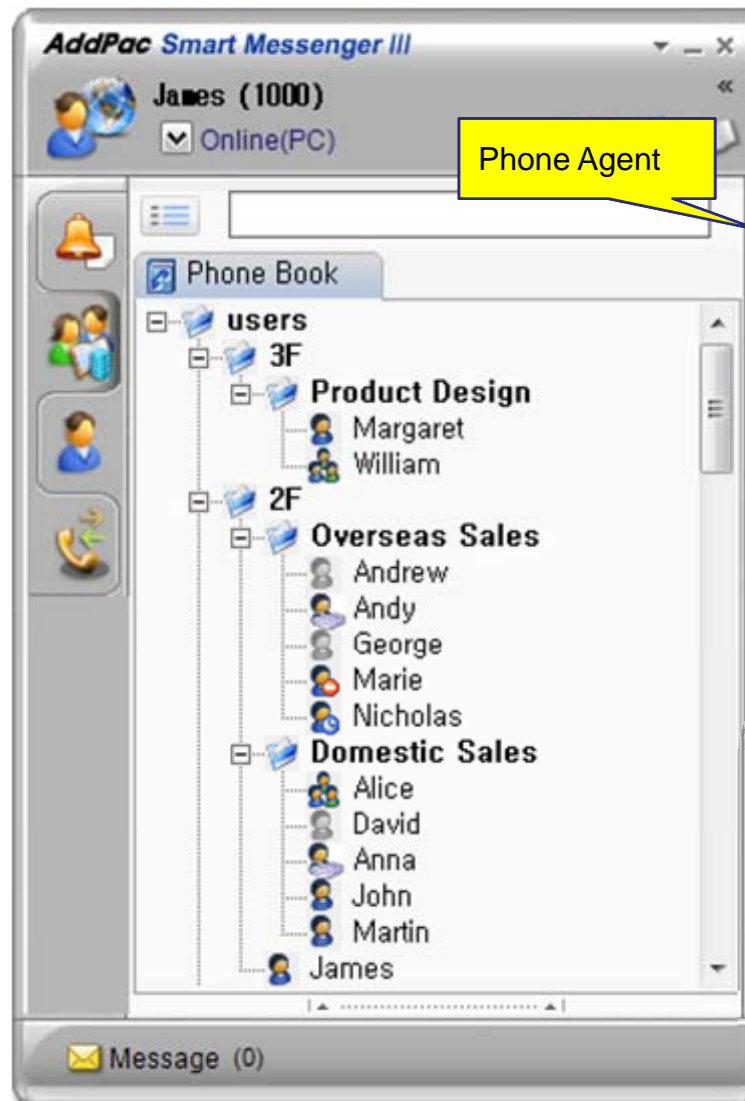 AddPac Smart Messenger III
James (1000)
Online(PC)
Phone Agent
Phone Book
users
3F
Product Design
Margaret
William
2F
Overseas Sales
Andrew
Andy
George
Marie
Nicholas
Domestic Sales
Alice
David
Anna
John
Martin
James
Message (0)